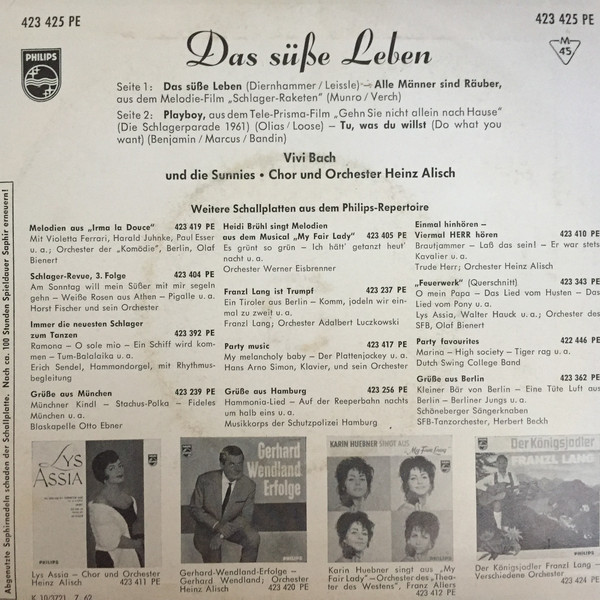 423 425 PE
423 425 PE
PHILIPS
M
45
Das süße Leben
Seite 1: Das süße Leben (Diernhammer / Leissle) – Alle Männer sind Räuber,
aus dem Melodie-Film „Schlager-Raketen" (Munro / Verch)
Seite 2: Playboy, aus dem Tele-Prisma-Film „Gehn Sie nicht allein nach Hause"
(Die Schlagerparade 1961) (Olias / Loose) – Tu, was du willst (Do what you
want) (Benjamin / Marcus / Bandin)
Vivi Bach
und die Sunnies • Chor und Orchester Heinz Alisch
Weitere Schallplatten aus dem Philips-Repertoire
Melodien aus „Irma la Douce" 423 419 PE
Mit Violetta Ferrari, Harald Juhnke, Paul Esser
u. a.; Orchester der „Komödie", Berlin, Olaf
Bienert
Schlager-Revue, 3. Folge 423 404 PE
Am Sonntag will mein Süßer mit mir segeln
gehn – Weiße Rosen aus Athen – Pigalle u. a.
Horst Fischer und sein Orchester
Immer die neuesten Schlager
zum Tanzen 423 392 PE
Ramona – O sole mio – Ein Schiff wird kom-
men – Tum-Balalaika u. a.
Erich Sendel, Hammondorgel, mit Rhythmus-
begleitung
Grüße aus München 423 239 PE
Münchner Kindl – Stachus-Polka – Fideles
München u. a.
Blaskapelle Otto Ebner
Heidi Brühl singt Melodien
aus dem Musical „My Fair Lady" 423 405 PE
Es grünt so grün – Ich hätt' getanzt heut'
nacht u. a.
Orchester Werner Eisbrenner
Franzl Lang ist Trumpf 423 237 PE
Ein Tiroler aus Berlin – Komm, jodeln wir ein-
mal zu zweit u. a.
Franzl Lang; Orchester Adalbert Luczkowski
Party music 423 417 PE
My melancholy baby – Der Plattenjockey u. a.
Hans Arno Simon, Klavier, und sein Orchester
Grüße aus Hamburg 423 256 PE
Hammonia-Lied – Auf der Reeperbahn nachts
um halb eins u. a.
Musikkorps der Schutzpolizei Hamburg
Einmal hinhören –
Viermal HERR hören 423 410 PE
Brautjammer – Laß das sein! – Er war stets
Kavalier u. a.
Trude Herr; Orchester Heinz Alisch
„Feuerwerk" (Querschnitt) 423 343 PE
O mein Papa – Das Lied vom Husten – Das
Lied vom Pony u. a.
Lys Assia, Walter Hauck u. a.; Orchester des
SFB, Olaf Bienert
Party favourites 422 446 PE
Marina – High society – Tiger rag u. a.
Dutch Swing College Band
Grüße aus Berlin 423 362 PE
Kleiner Bär von Berlin – Eine Tüte Luft aus
Berlin – Berliner Jungs u. a.
Schöneberger Sängerknaben
SFB-Tanzorchester, Herbert Beckh
Abgenutzte Saphirnadeln schaden der Schallplatte. Nach ca. 100 Stunden Spieldauer Saphir erneuern!
LYS
ASSIA
PHILIPS
Gerhard
Wendland
Erfolge
PHILIPS
KARIN HUEBNER SINGT AUS
My Fair Lady
Der Königsjodler
FRANZL LANG
PHILIPS
Lys Assia – Chor und Orchester
Heinz Alisch 423 411 PE
Gerhard-Wendland-Erfolge –
Gerhard Wendland; Orchester
Heinz Alisch 423 420 PE
Karin Huebner singt aus „My
Fair Lady" – Orchester des „Thea-
ter des Westens", Franz Allers
423 412 PE
Der Königsjodler Franzl Lang –
Verschiedene Orchester
423 424 PE
K 10/3721 7. 62